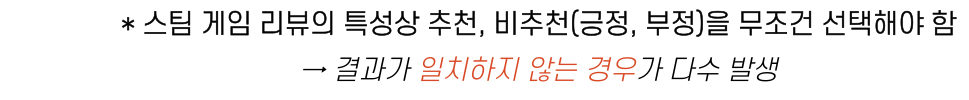 * 스팀 게임 리뷰의 특성상 추천, 비추천(긍정, 부정)을 무조건 선택해야 함
→ 결과가 일치하지 않는 경우가 다수 발생